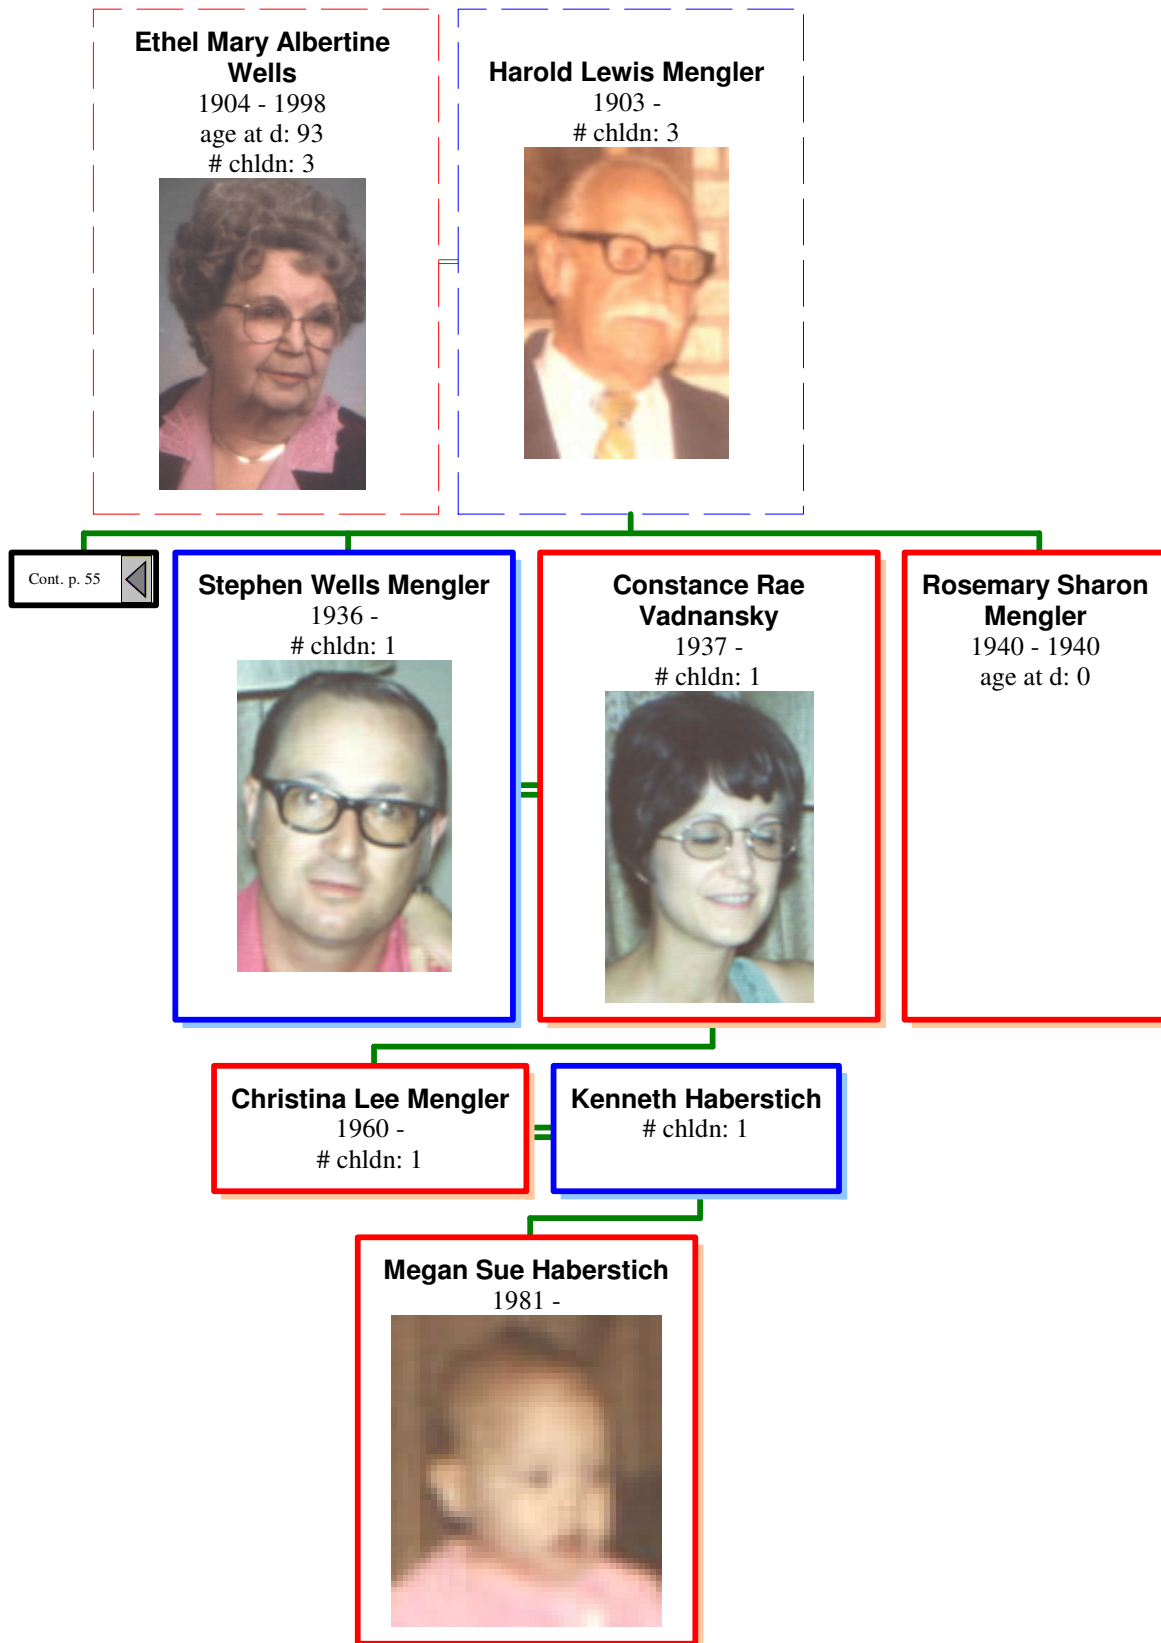 Ethel Mary Albertine
Wells
1904 - 1998
age at d: 93
# chldn: 3
Harold Lewis Mengler
1903 -
# chldn: 3
Cont. p. 55
Stephen Wells Mengler
1936 -
# chldn: 1
Constance Rae
Vadnansky
1937 -
# chldn: 1
Rosemary Sharon
Mengler
1940 - 1940
age at d: 0
Christina Lee Mengler
1960 -
# chldn: 1
Kenneth Haberstich
# chldn: 1
Megan Sue Haberstich
1981 -